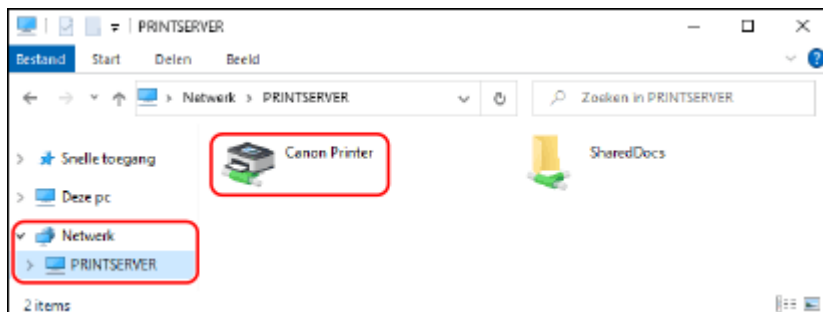 PRINTSERVER
Bestand Start Delen Beeld
Netwerk > PRINTSERVER
Zoeken in PRINTSERVER
Snelle toegang
Deze pc
Netwerk
PRINTSERVER
Canon Printer
SharedDocs
2 items